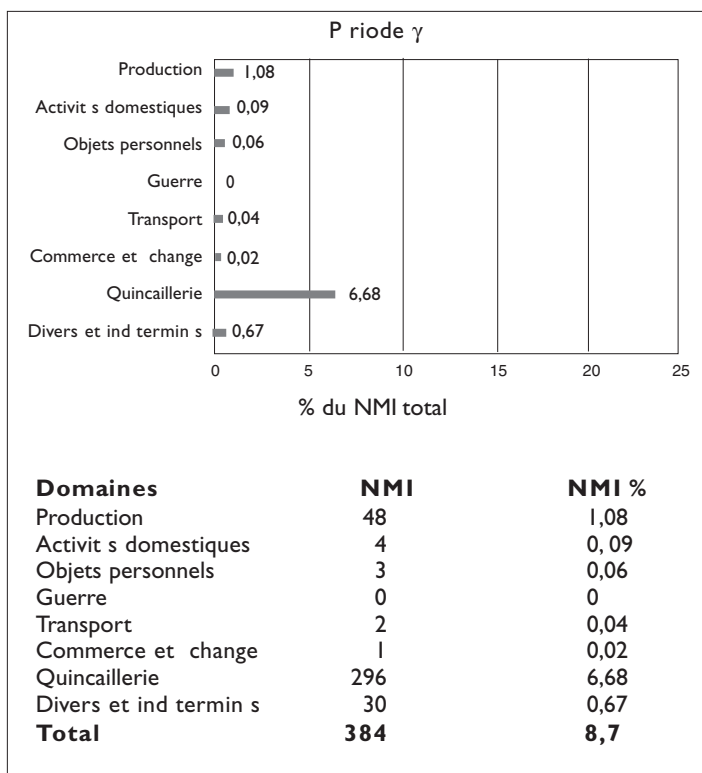 P riode γ
Production 1,08
Activit s domestiques 0,09
Objets personnels 0,06
Guerre 0
Transport 0,04
Commerce et change 0,02
Quincaillerie 6,68
Divers et ind termin s 0,67
0 5 10 15 20 25
% du NMI total
Domaines NMI NMI %
Production 48 1,08
Activit s domestiques 4 0, 09
Objets personnels 3 0,06
Guerre 0 0
Transport 2 0,04
Commerce et change 1 0,02
Quincaillerie 296 6,68
Divers et ind termin s 30 0,67
Total 384 8,7